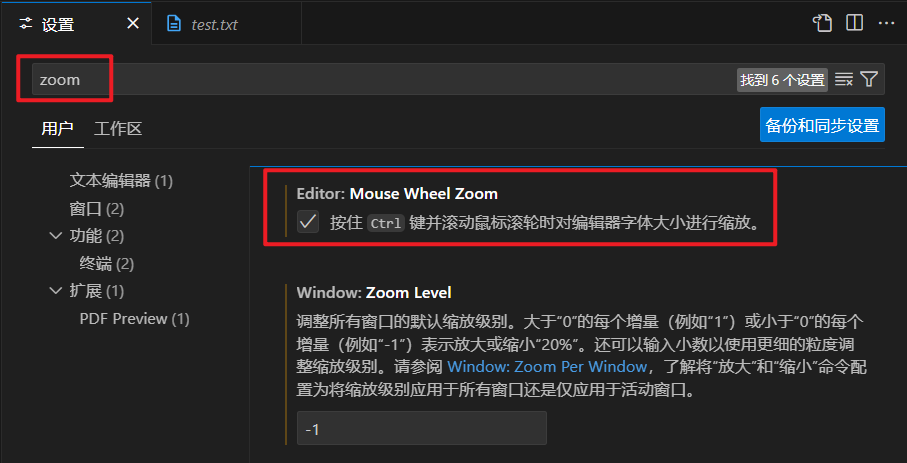 设置
test.txt
zoom
找到 6 个设置
用户
工作区
备份和同步设置
文本编辑器 (1)
窗口 (2)
功能 (2)
终端 (2)
扩展 (1)
PDF Preview (1)
Editor: Mouse Wheel Zoom
按住 Ctrl 键并滚动鼠标滚轮时对编辑器字体大小进行缩放。
Window: Zoom Level
调整所有窗口的默认缩放级别。大于“0”的每个增量（例如“1”）或小于“0”的每个
增量（例如“-1”）表示放大或缩小“20%”。还可以输入小数以使用更细的粒度调
整缩放级别。请参阅 Window: Zoom Per Window，了解将“放大”和“缩小”命令配
置为将缩放级别应用于所有窗口还是仅应用于活动窗口。
-1